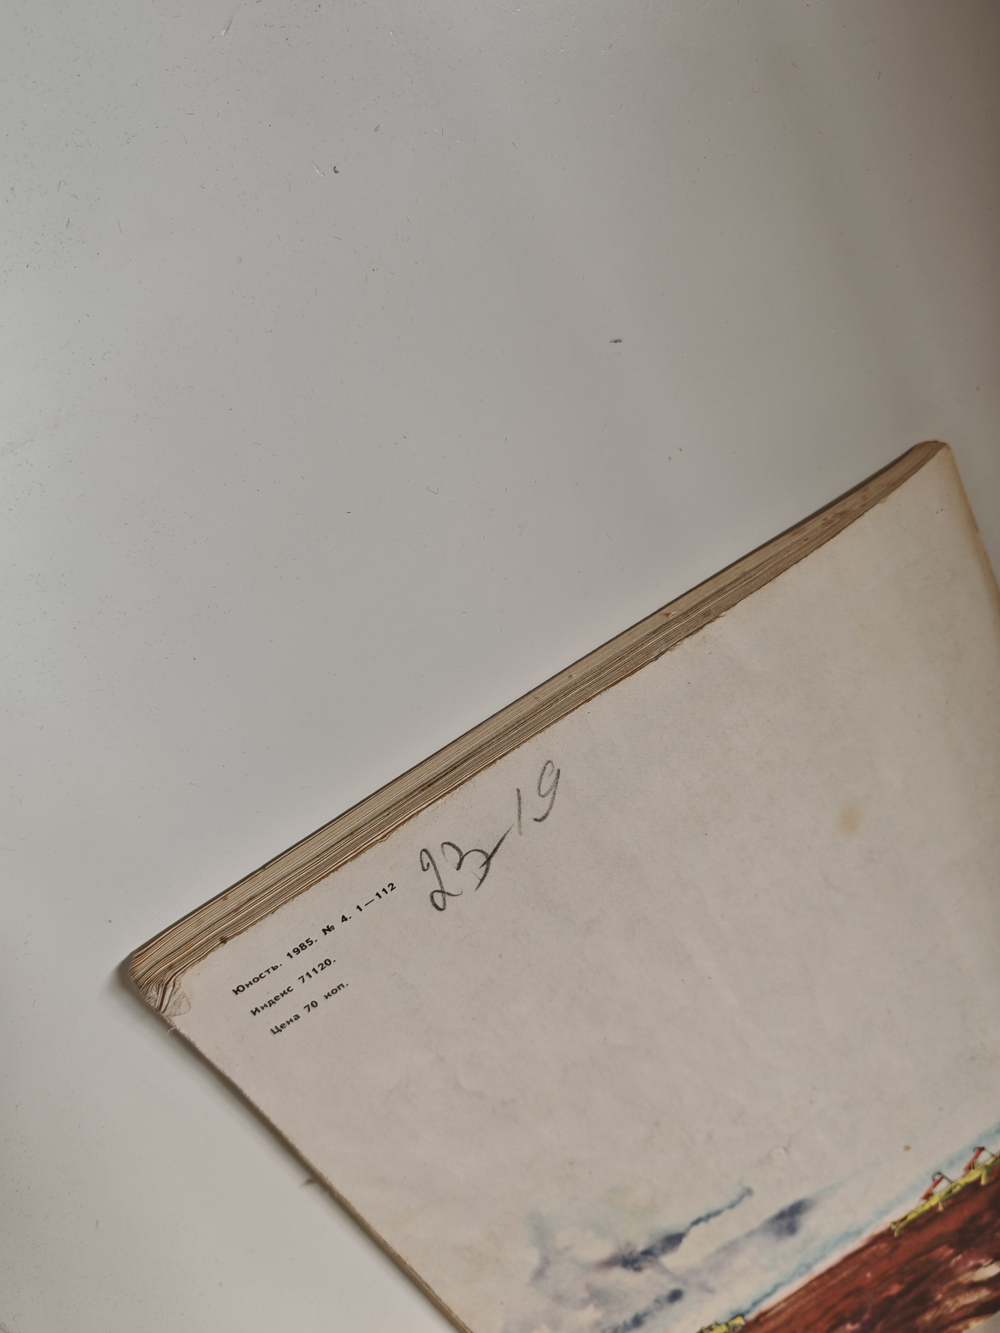 Юность. 1985. № 4. 1—112
Индекс 71120.
Цена 70 коп.
23-19